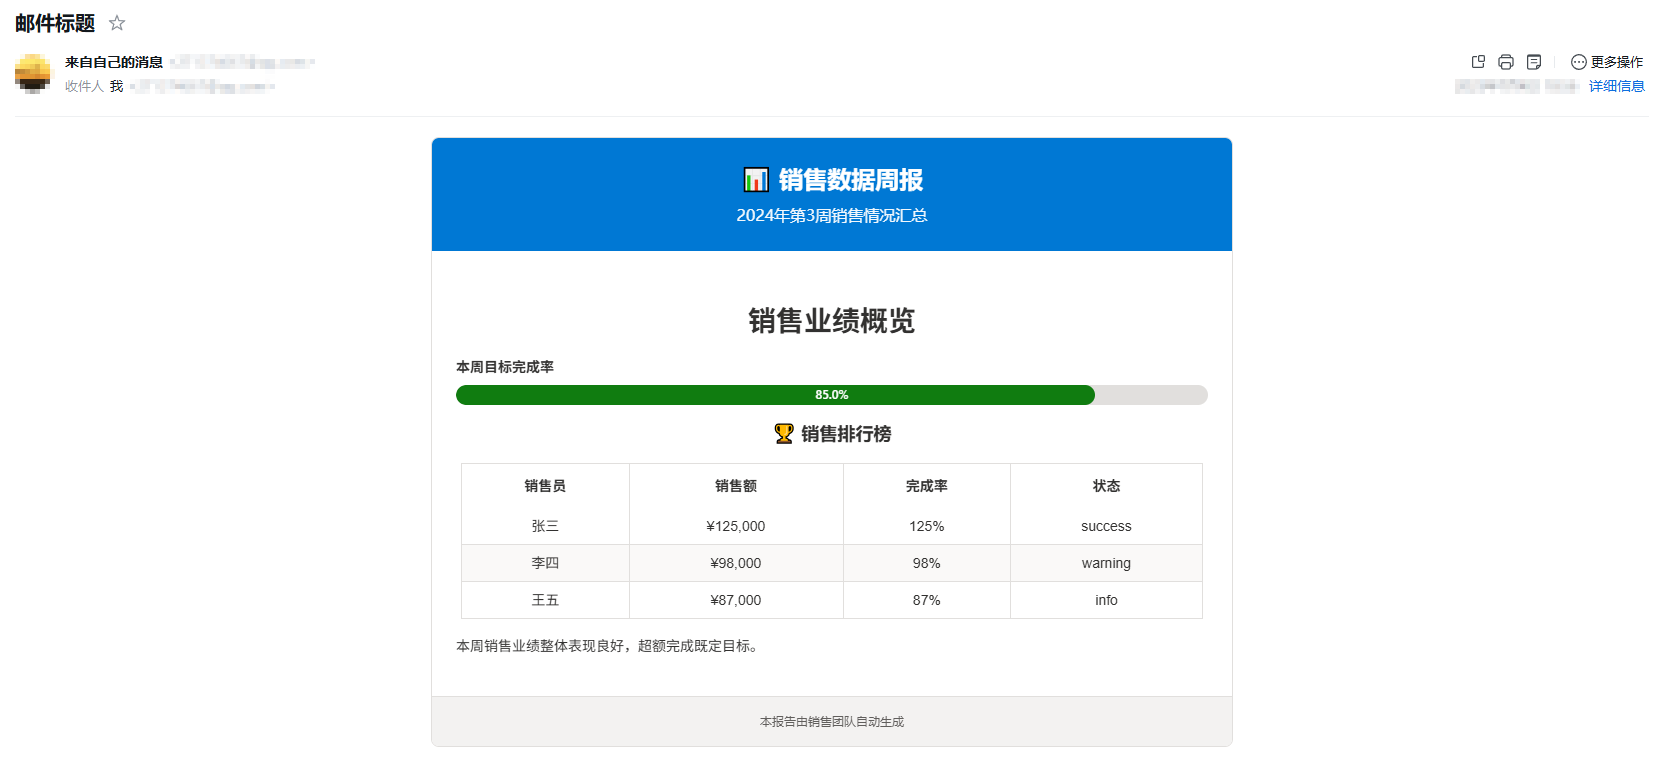 邮件标题
来自自己的消息
更多操作
收件人 我
详细信息
销售数据周报
2024年第3周销售情况汇总
销售业绩概览
本周目标完成率
85.0%
销售排行榜
销售员 销售额 完成率 状态
张三 ¥125,000 125% success
李四 ¥98,000 98% warning
王五 ¥87,000 87% info
本周销售业绩整体表现良好，超额完成既定目标。
本报告由销售团队自动生成